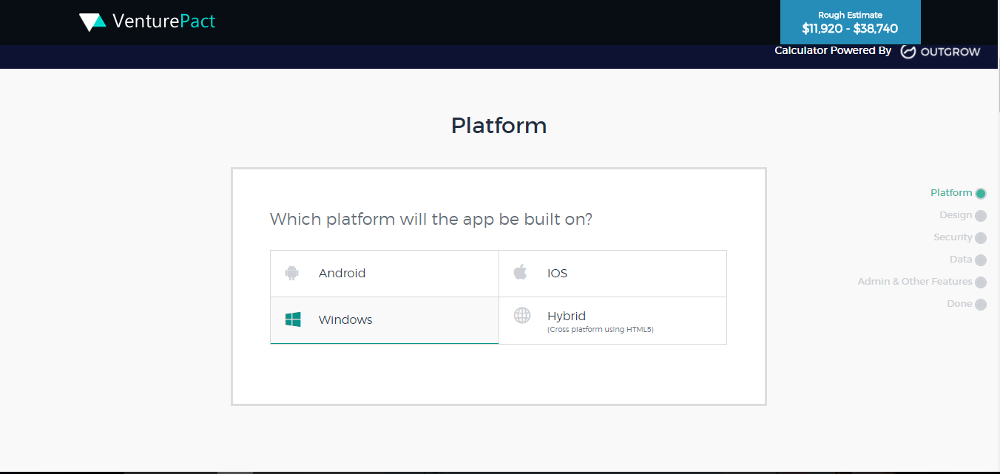 VenturePact
Rough Estimate
$11,920 - $38,740
Calculator Powered By OUTGROW
Platform
Which platform will the app be built on?
Android
IOS
Windows
Hybrid
(Cross platform using HTML5)
Platform
Design
Security
Data
Admin & Other Features
Done